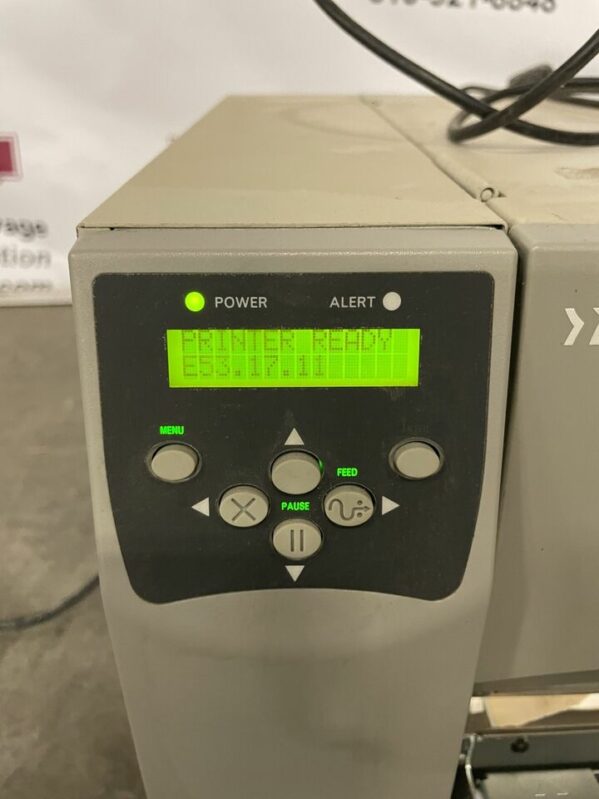 POWER ALERT
PRINTER READY
E53.17.11
MENU
FEED
PAUSE